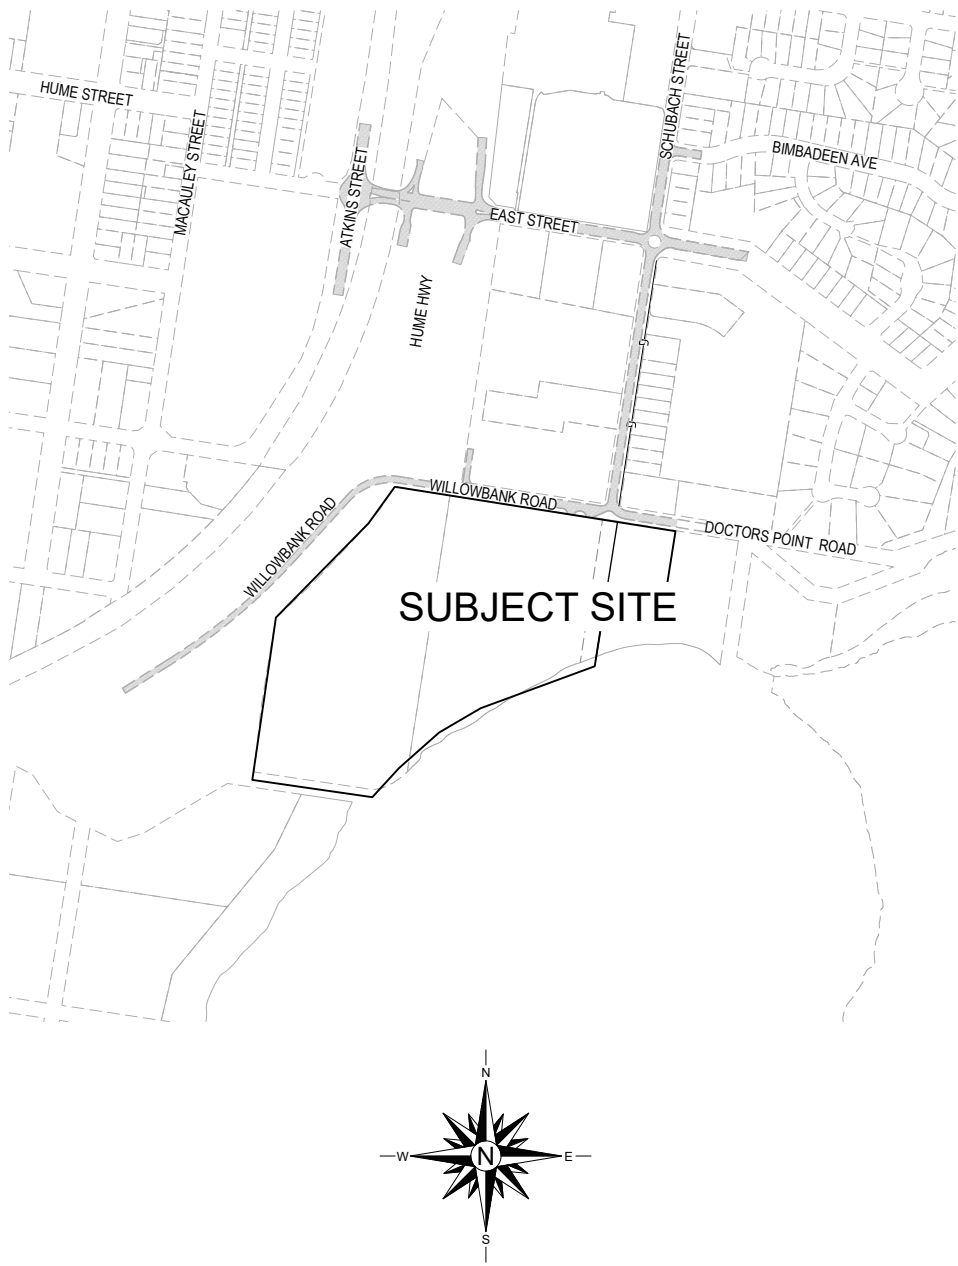 SCHUBACH STREET
HUME STREET
MACAULEY STREET
ATKINS STREET
BIMBADEEN AVE
EAST STREET
HUME HWY
WILLOWBANK ROAD
WILLOWBANK ROAD
DOCTORS POINT ROAD
SUBJECT SITE
S
S
N
W
N
E
S